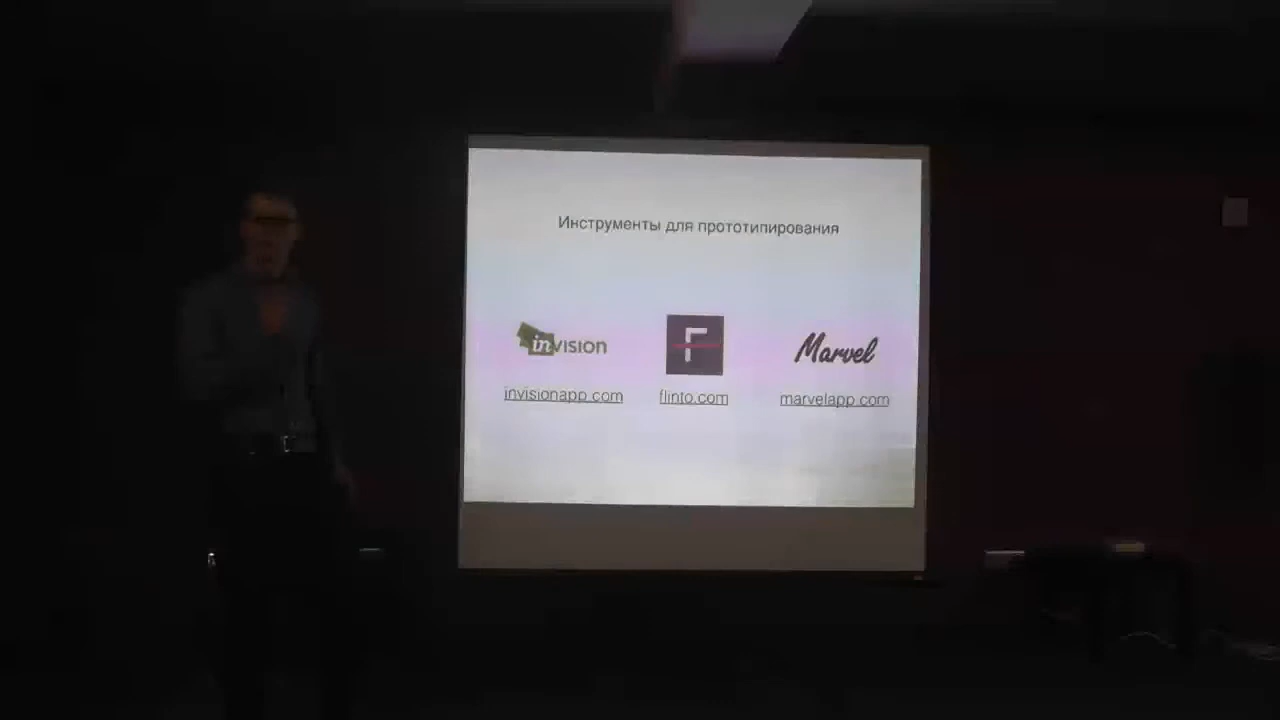 Инструменты для прототипирования
invision
Marvel
invisionapp.com
flinto.com
marvelapp.com